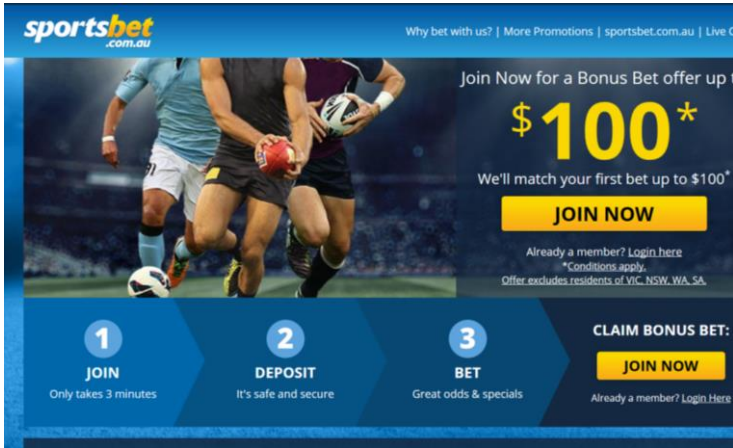 sportsbet
.com.au
Why bet with us? | More Promotions | sportsbet.com.au | Live
Join Now for a Bonus Bet offer up
$100*
We'll match your first bet up to $100*
JOIN NOW
Already a member? Login here
*Conditions apply.
Offer excludes residents of VIC, NSW, WA, SA.
1
2
3
JOIN
DEPOSIT
BET
Only takes 3 minutes
It's safe and secure
Great odds & specials
CLAIM BONUS BET:
JOIN NOW
Already a member? Login Here